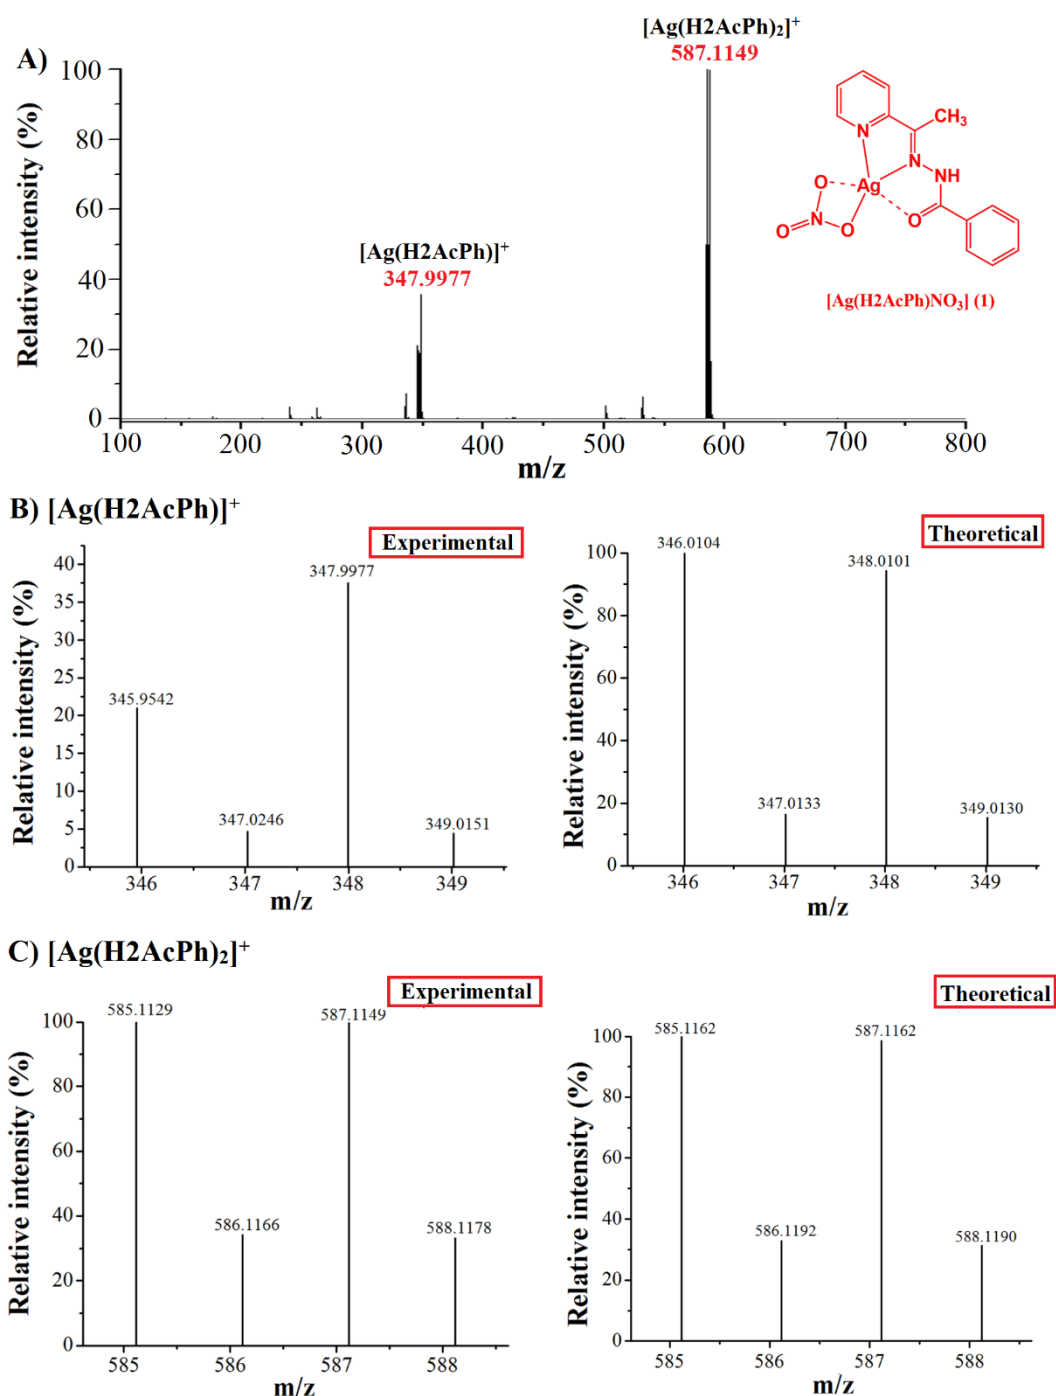 A)
[Ag(H2AcPh)2]+
587.1149
[Ag(H2AcPh)]+
347.9977
Relative intensity (%)
100
80
60
40
20
0
100 200 300 400 500 600 700 800
m/z
N
CH3
N
NH
Ag
O
N
O
O
O
[Ag(H2AcPh)NO3] (1)
B) [Ag(H2AcPh)]+
Experimental
Relative intensity (%)
40
35
30
25
20
15
10
5
0
345.9542
347.0246
347.9977
349.0151
346 347 348 349
m/z
Theoretical
Relative intensity (%)
100
80
60
40
20
0
346.0104
347.0133
348.0101
349.0130
346 347 348 349
m/z
C) [Ag(H2AcPh)2]+
Experimental
Relative intensity (%)
100
80
60
40
20
0
585.1129
586.1166
587.1149
588.1178
585 586 587 588
m/z
Theoretical
Relative intensity (%)
100
80
60
40
20
0
585.1162
586.1192
587.1162
588.1190
585 586 587 588
m/z